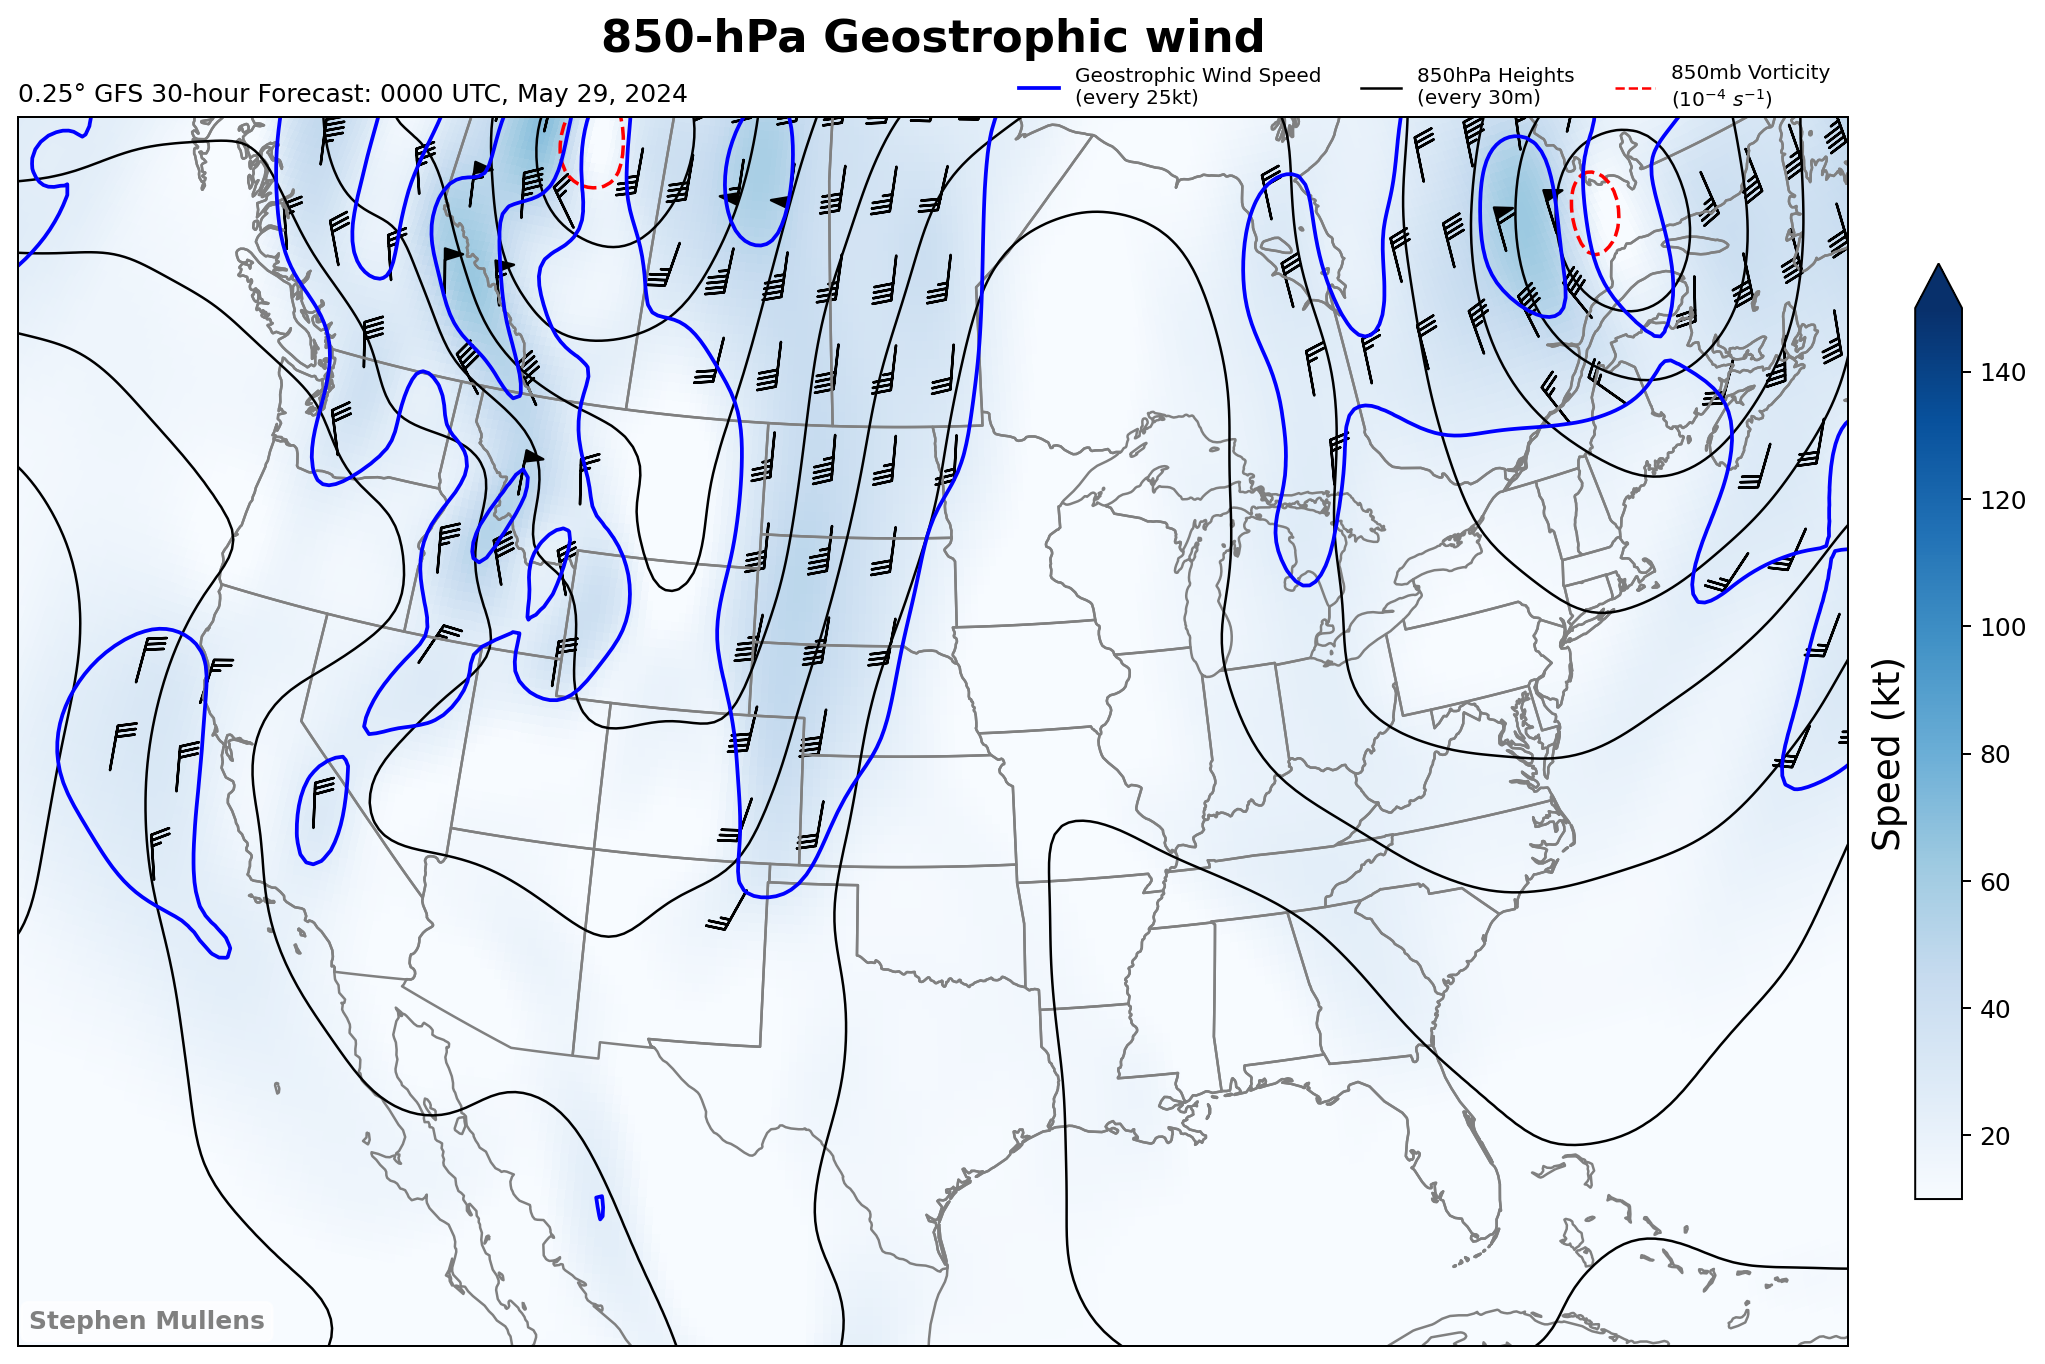 850-hPa Geostrophic wind
0.25° GFS 30-hour Forecast: 0000 UTC, May 29, 2024
Geostrophic Wind Speed
(every 25kt)
850hPa Heights
(every 30m)
850mb Vorticity
(10⁻⁴ s⁻¹)
140
120
100
80
60
40
20
Speed (kt)
Stephen Mullens